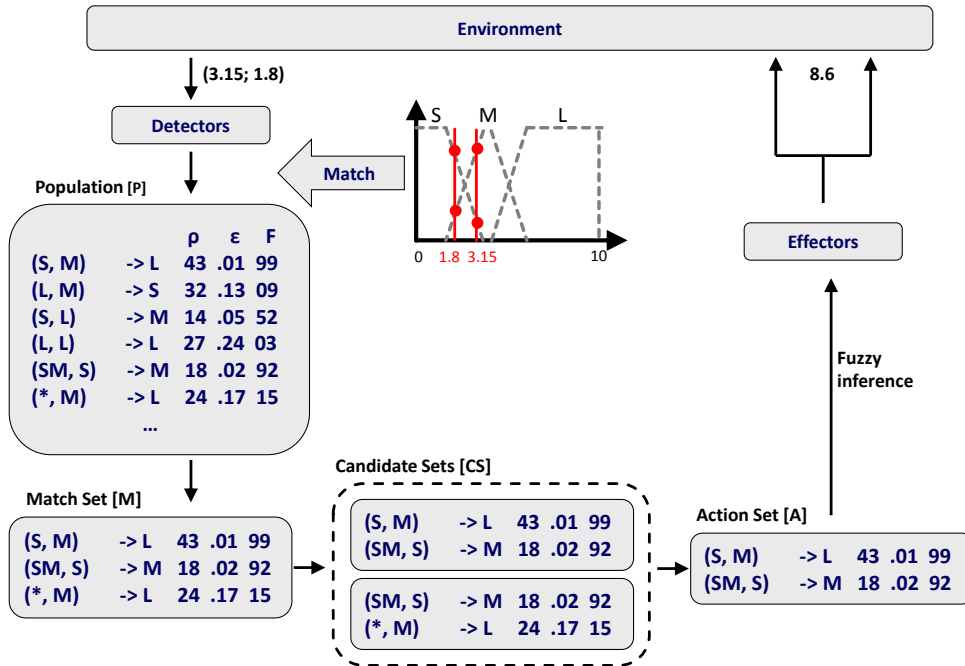 Environment
(3.15; 1.8)
8.6
Detectors
Match
S M L
0 1.8 3.15 10
Effectors
Fuzzy
inference
Population [P]
ρ ε F
(S, M) -> L 43 .01 99
(L, M) -> S 32 .13 09
(S, L) -> M 14 .05 52
(L, L) -> L 27 .24 03
(SM, S) -> M 18 .02 92
(*, M) -> L 24 .17 15
...
Match Set [M]
(S, M) -> L 43 .01 99
(SM, S) -> M 18 .02 92
(*, M) -> L 24 .17 15
Candidate Sets [CS]
(S, M) -> L 43 .01 99
(SM, S) -> M 18 .02 92
(SM, S) -> M 18 .02 92
(*, M) -> L 24 .17 15
Action Set [A]
(S, M) -> L 43 .01 99
(SM, S) -> M 18 .02 92